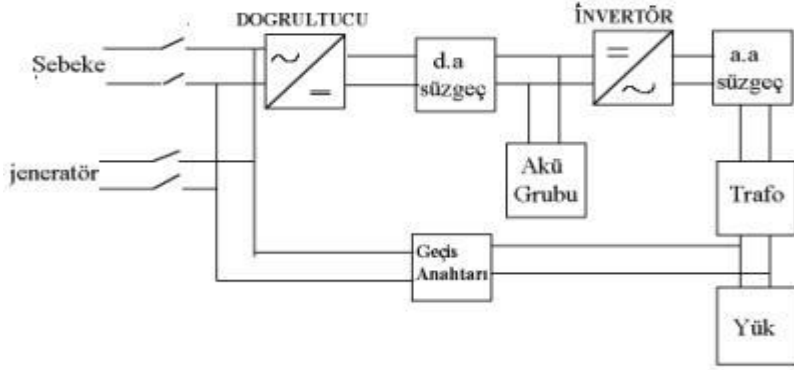 DOGRULTUCU
İNVERTÖR
Şebeke
d.a
süzgeç
a.a
süzgeç
jeneratör
Akü
Grubu
Trafo
Geçis
Anahtarı
Yük